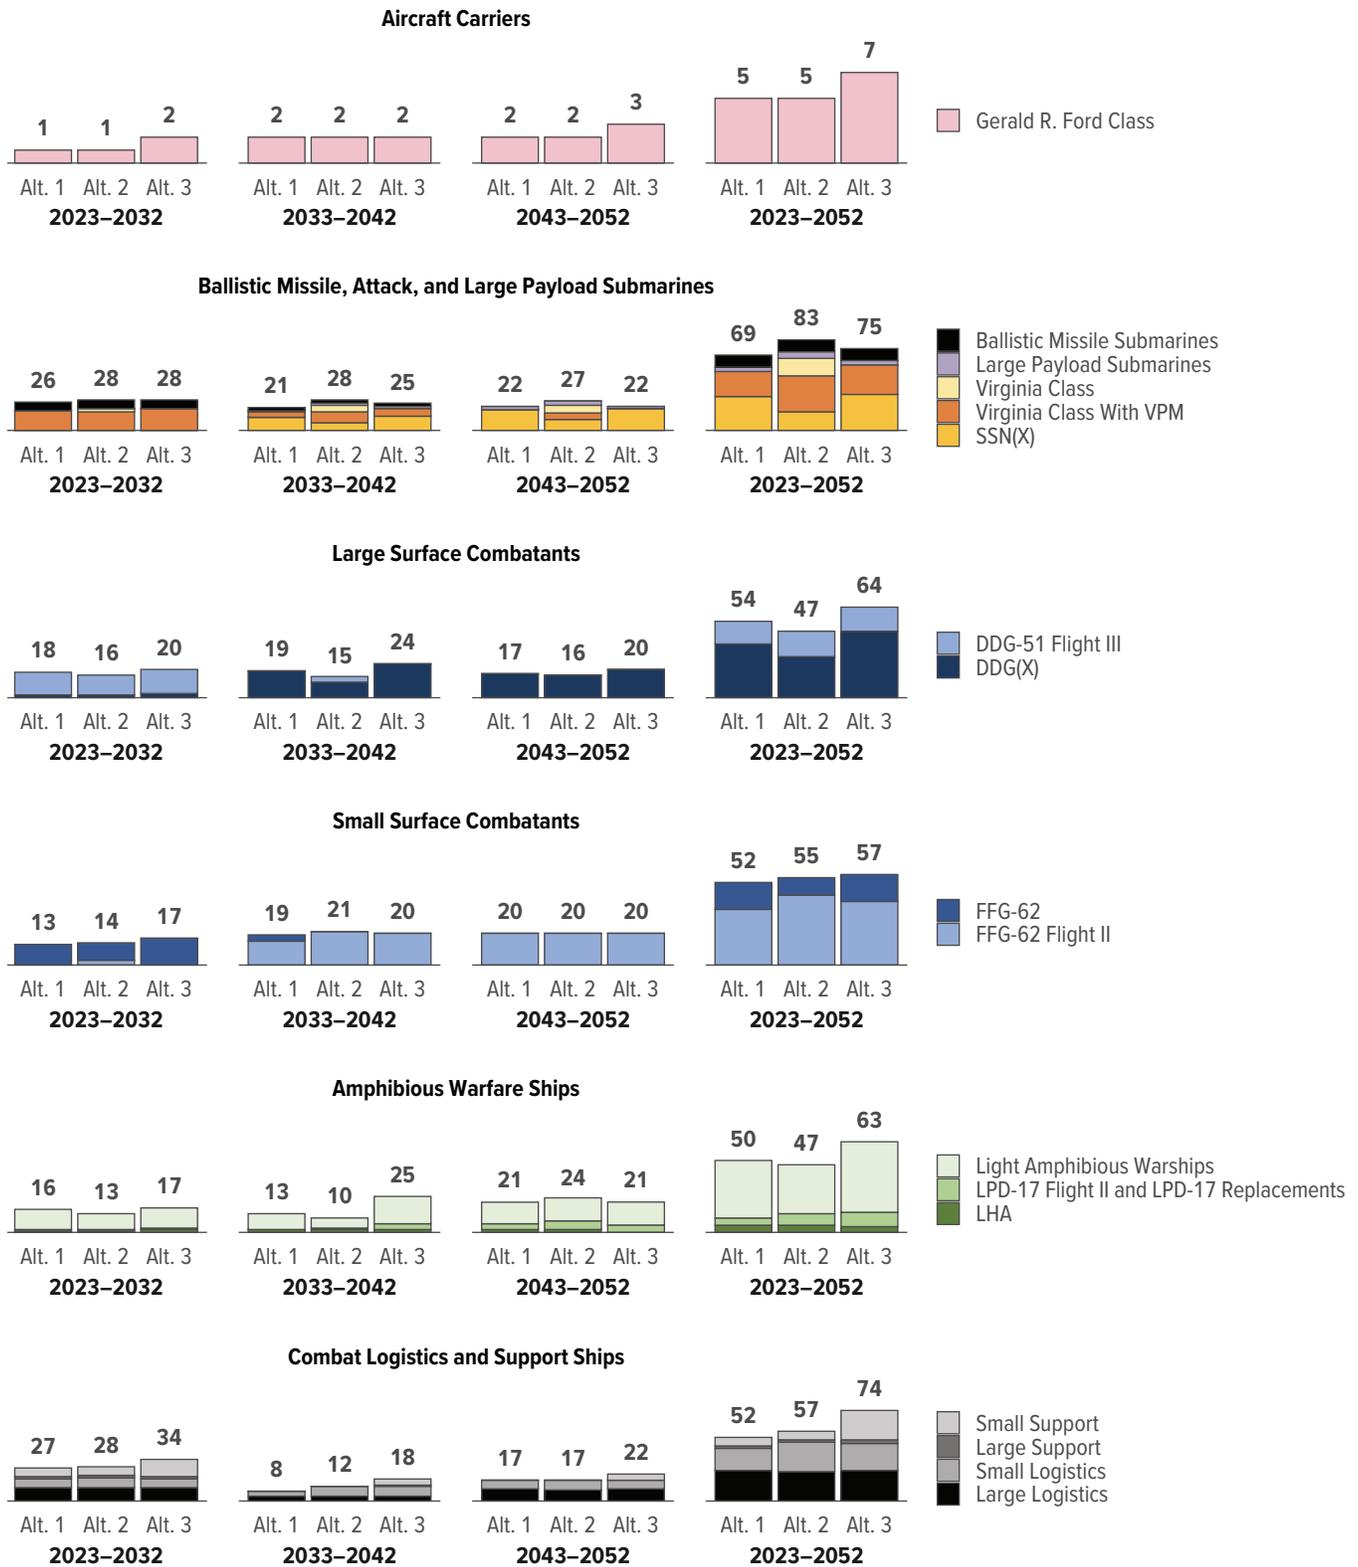 Aircraft Carriers
1 1 2 2 2 2 2 2 3 5 5 7
Gerald R. Ford Class
Alt. 1 Alt. 2 Alt. 3 Alt. 1 Alt. 2 Alt. 3 Alt. 1 Alt. 2 Alt. 3 Alt. 1 Alt. 2 Alt. 3
2023–2032 2033–2042 2043–2052 2023–2052
Ballistic Missile, Attack, and Large Payload Submarines
26 28 28 21 28 25 22 27 22 69 83 75
Ballistic Missile Submarines
Large Payload Submarines
Virginia Class
Virginia Class With VPM
SSN(X)
Alt. 1 Alt. 2 Alt. 3 Alt. 1 Alt. 2 Alt. 3 Alt. 1 Alt. 2 Alt. 3 Alt. 1 Alt. 2 Alt. 3
2023–2032 2033–2042 2043–2052 2023–2052
Large Surface Combatants
18 16 20 19 15 24 17 16 20 54 47 64
DDG-51 Flight III
DDG(X)
Alt. 1 Alt. 2 Alt. 3 Alt. 1 Alt. 2 Alt. 3 Alt. 1 Alt. 2 Alt. 3 Alt. 1 Alt. 2 Alt. 3
2023–2032 2033–2042 2043–2052 2023–2052
Small Surface Combatants
13 14 17 19 21 20 20 20 20 52 55 57
FFG-62
FFG-62 Flight II
Alt. 1 Alt. 2 Alt. 3 Alt. 1 Alt. 2 Alt. 3 Alt. 1 Alt. 2 Alt. 3 Alt. 1 Alt. 2 Alt. 3
2023–2032 2033–2042 2043–2052 2023–2052
Amphibious Warfare Ships
16 13 17 13 10 25 21 24 21 50 47 63
Light Amphibious Warships
LPD-17 Flight II and LPD-17 Replacements
LHA
Alt. 1 Alt. 2 Alt. 3 Alt. 1 Alt. 2 Alt. 3 Alt. 1 Alt. 2 Alt. 3 Alt. 1 Alt. 2 Alt. 3
2023–2032 2033–2042 2043–2052 2023–2052
Combat Logistics and Support Ships
27 28 34 8 12 18 17 17 22 52 57 74
Small Support
Large Support
Small Logistics
Large Logistics
Alt. 1 Alt. 2 Alt. 3 Alt. 1 Alt. 2 Alt. 3 Alt. 1 Alt. 2 Alt. 3 Alt. 1 Alt. 2 Alt. 3
2023–2032 2033–2042 2043–2052 2023–2052